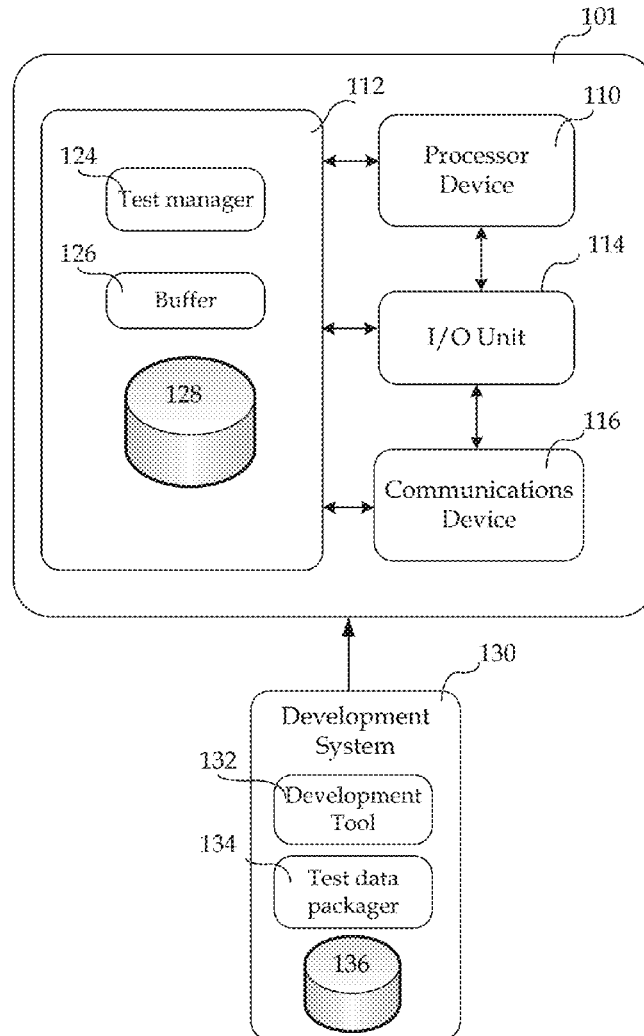 101
112
110
124
Processor
Device
Test manager
126
114
Buffer
I/O Unit
128
116
Communications
Device
130
Development
System
132
Development
Tool
134
Test data
packager
136